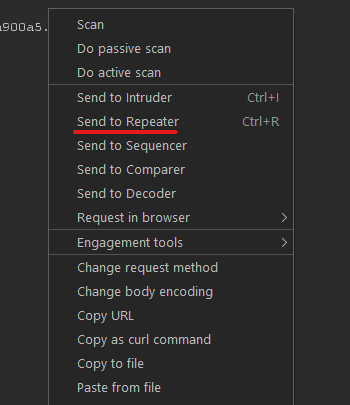 a900a5.
Scan
Do passive scan
Do active scan
Send to Intruder Ctrl+I
Send to Repeater Ctrl+R
Send to Sequencer
Send to Comparer
Send to Decoder
Request in browser >
Engagement tools >
Change request method
Change body encoding
Copy URL
Copy as curl command
Copy to file
Paste from file